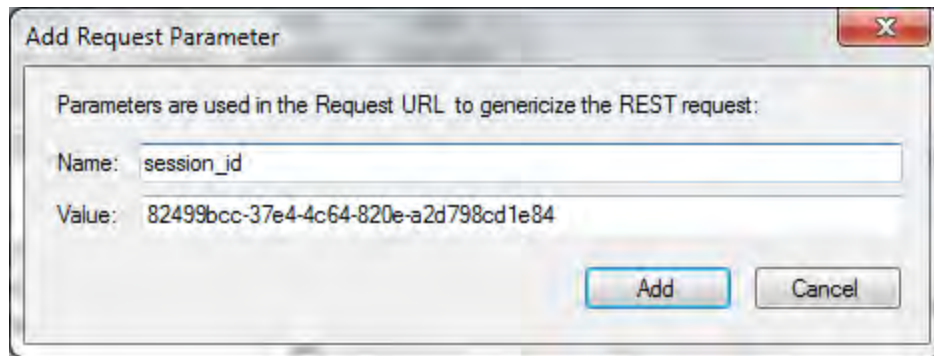 Add Request Parameter
Parameters are used in the Request URL to genericize the REST request:
Name: session_id
Value: 82499bcc-37e4-4c64-820e-a2d798cd1e84
Add Cancel